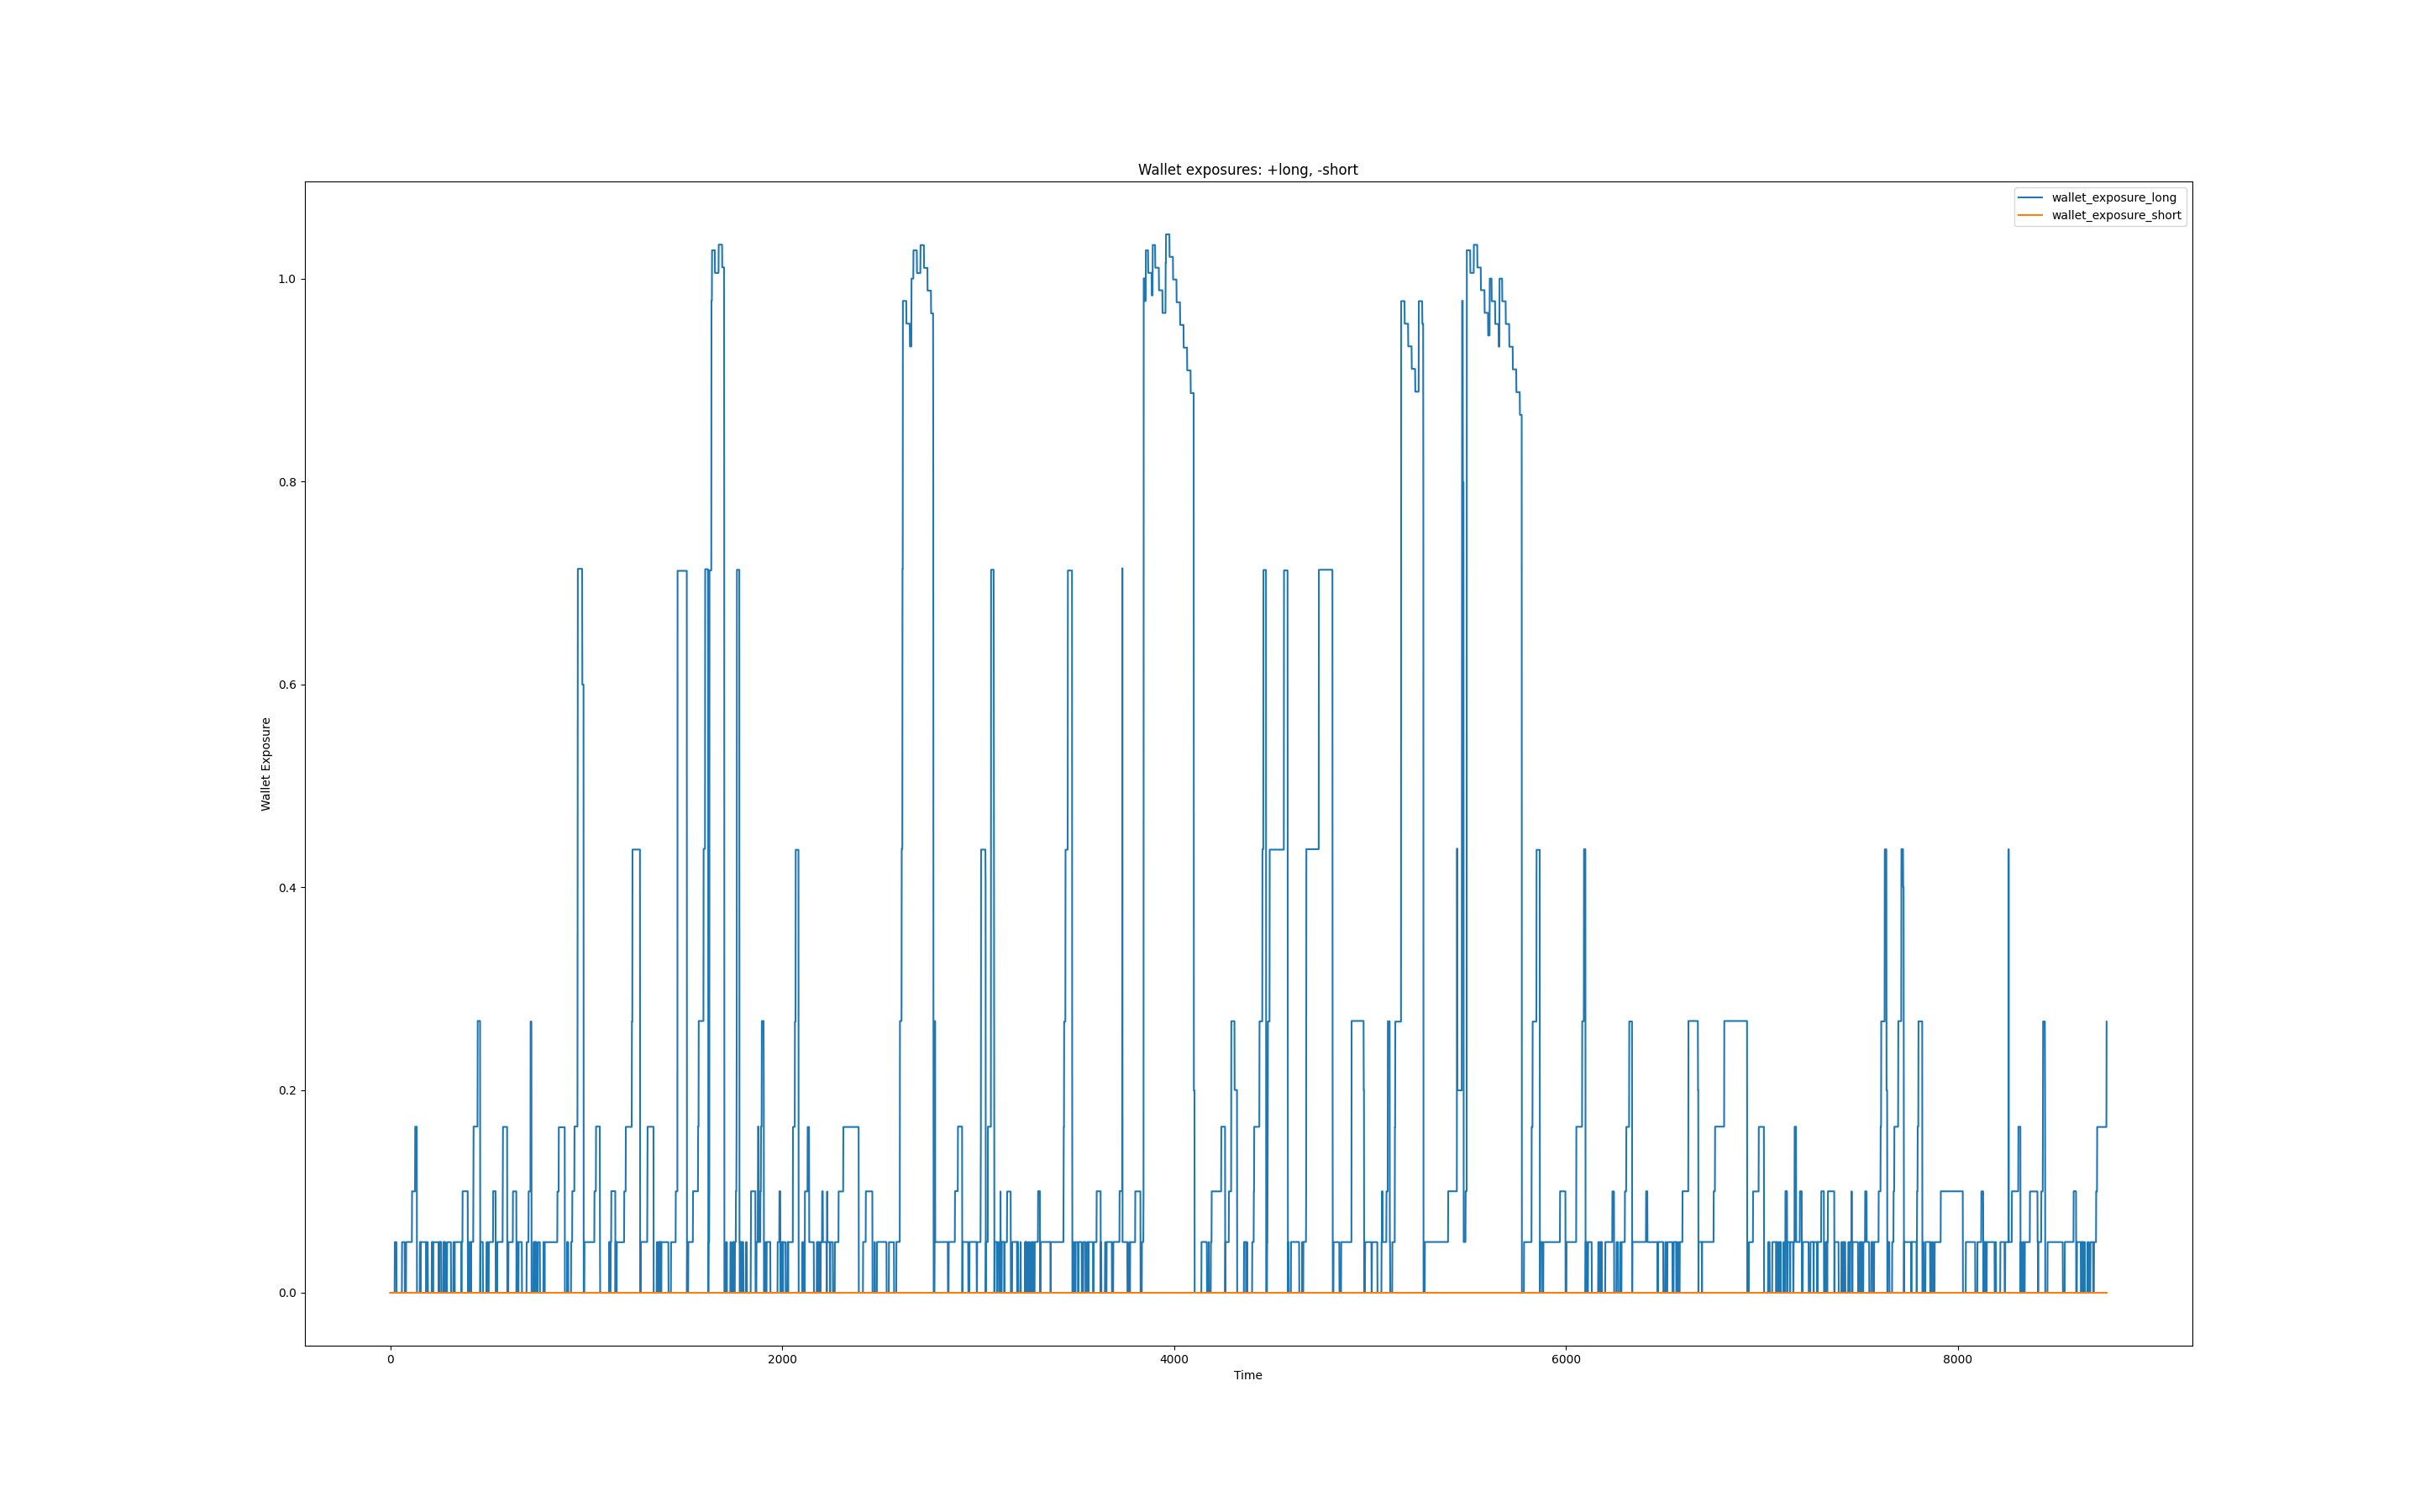 Wallet exposures: +long, -short
wallet_exposure_long
wallet_exposure_short
1.0
0.8
0.6
0.4
0.2
0.0
Wallet Exposure
0 2000 4000 6000 8000
Time